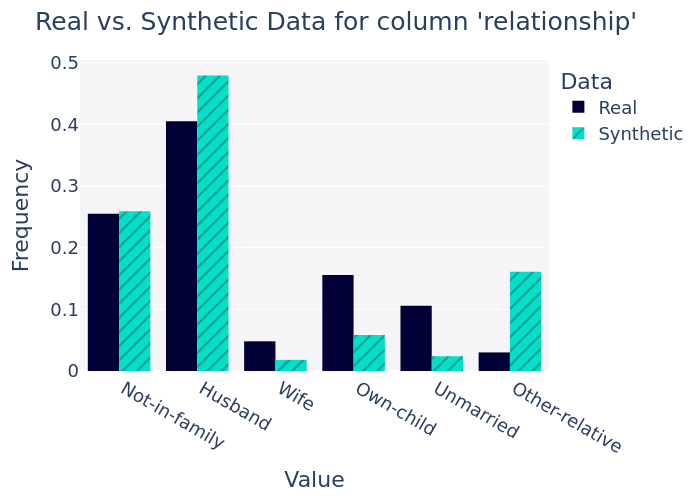 Real vs. Synthetic Data for column 'relationship'
Data
Real
Synthetic
Frequency
0.5
0.4
0.3
0.2
0.1
0
Not-in-family
Husband
Wife
Own-child
Unmarried
Other-relative
Value